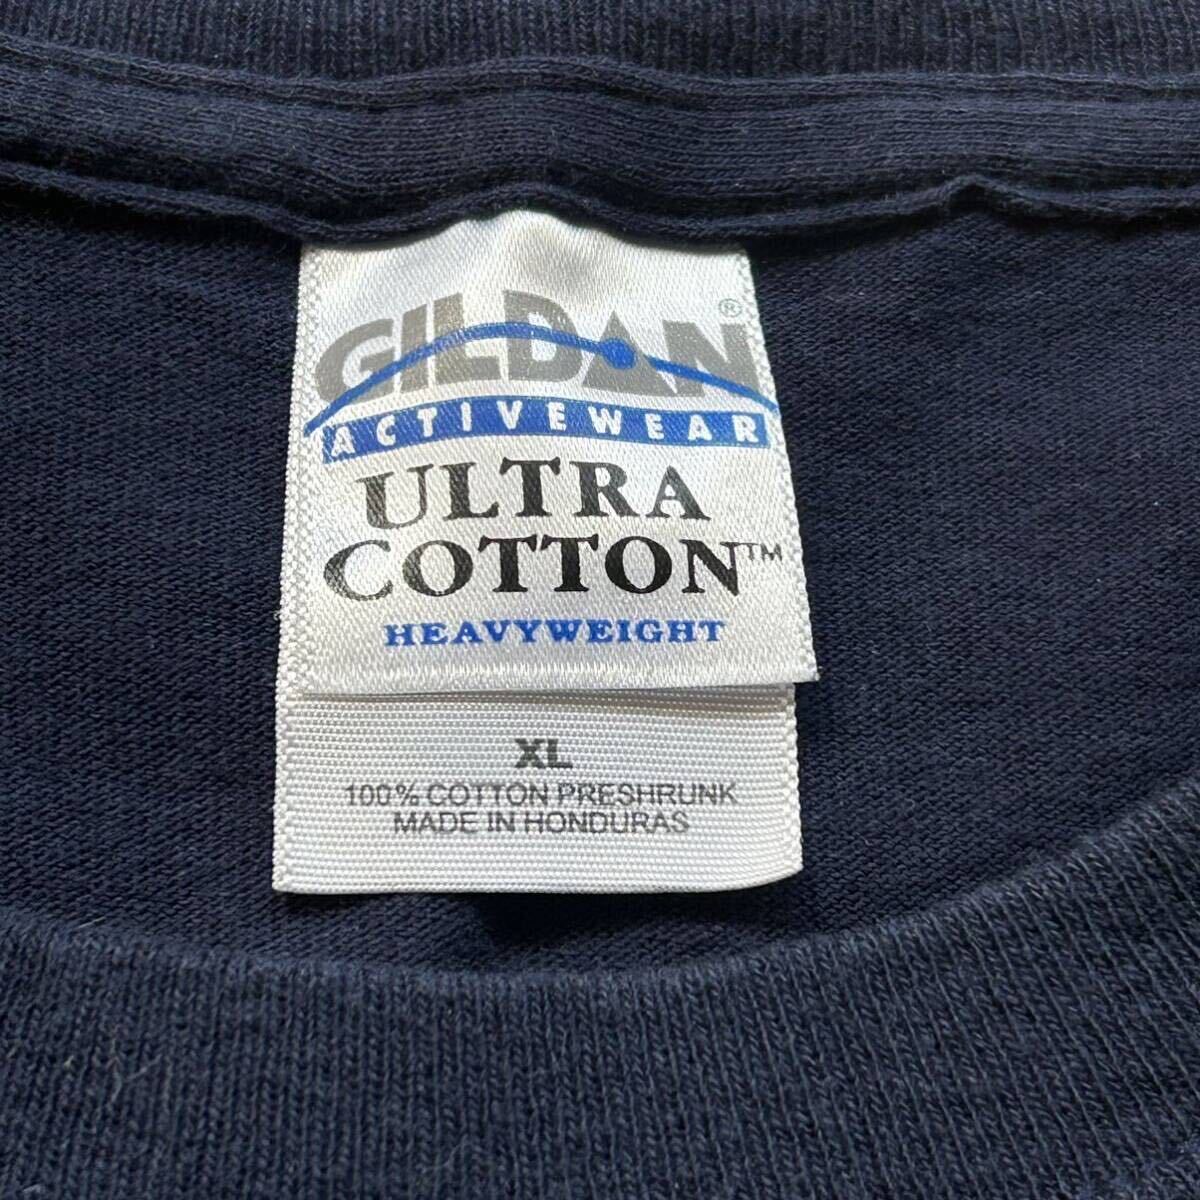 GILDAN®
ACTIVEWEAR
ULTRA
COTTON™
HEAVYWEIGHT
XL
100% COTTON PRESHRUNK
MADE IN HONDURAS